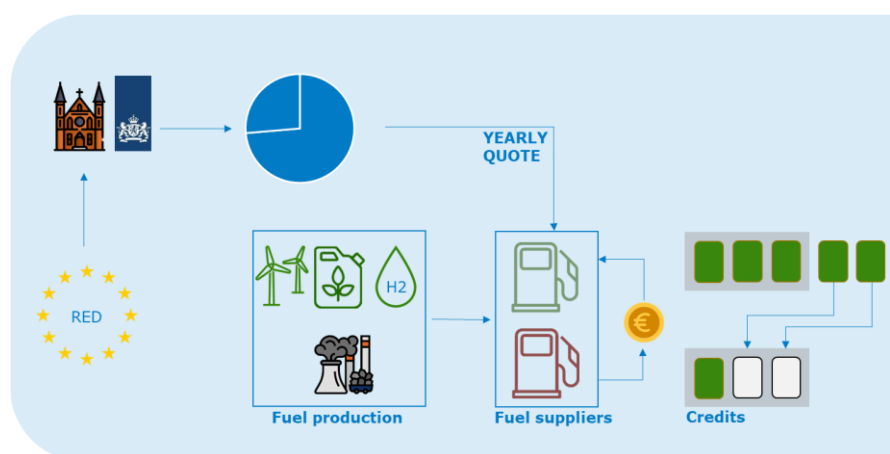 YEARLY
QUOTE
RED
H2
€
Fuel production
Fuel suppliers
Credits